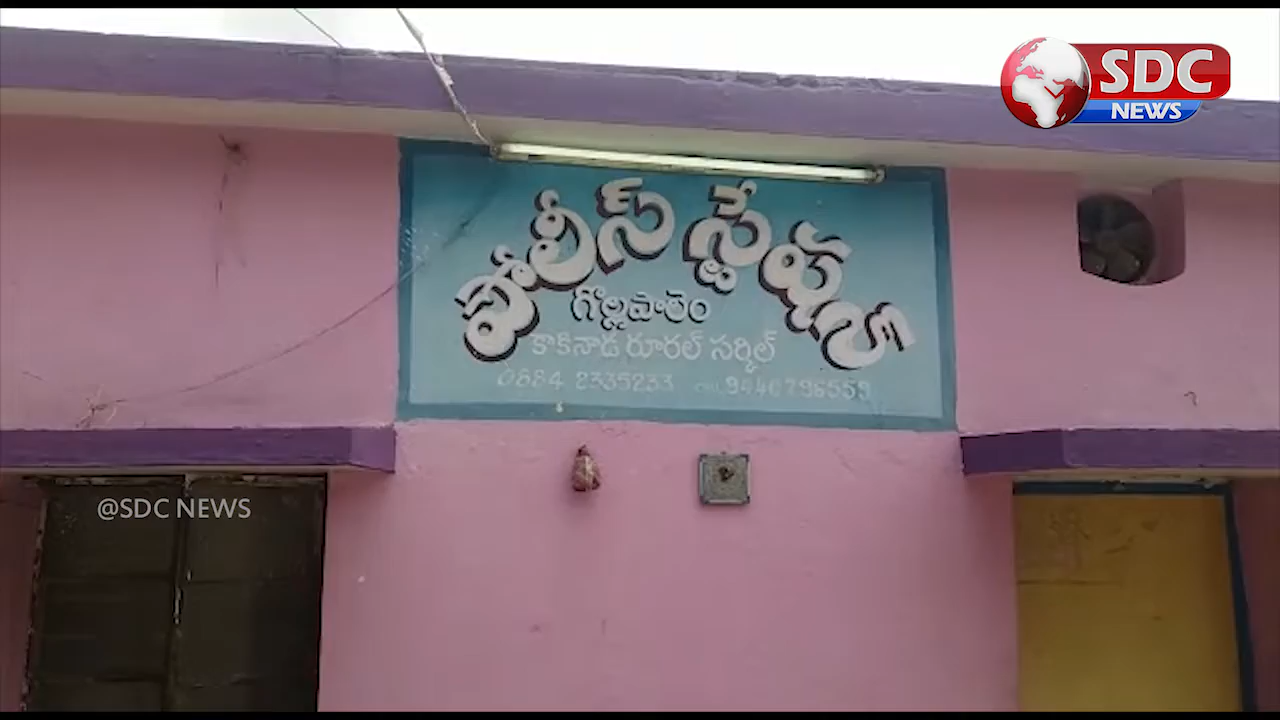 SDC
NEWS
పోలీస్ స్టేషన్
గొల్లపాలెం
కాకినాడ రూరల్ సర్కిల్
0884 2335233
@SDC NEWS